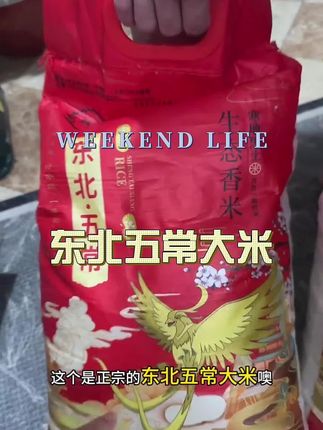 WEEKEND LIFE
东北·五常
RICE
生态香米
东北五常大米
这个是正宗的东北五常大米噢